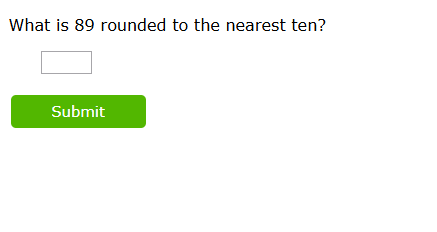 What is 89 rounded to the nearest ten?
Submit